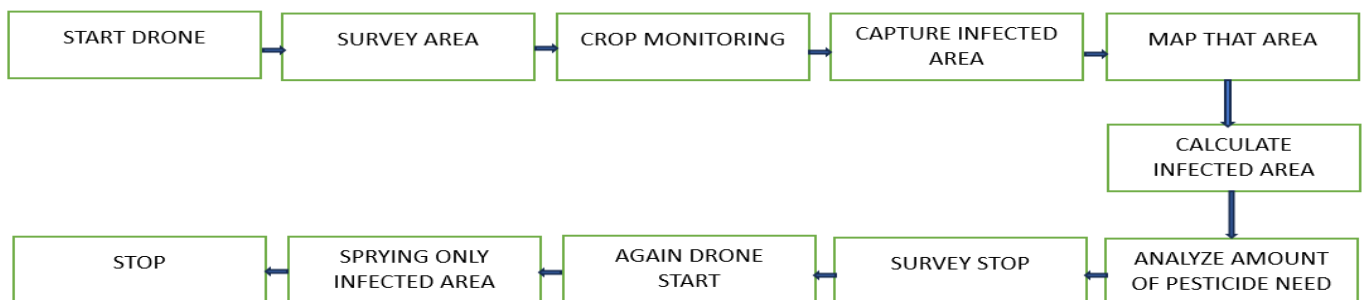 START DRONE
SURVEY AREA
CROP MONITORING
CAPTURE INFECTED
AREA
MAP THAT AREA
CALCULATE
INFECTED AREA
ANALYZE AMOUNT
OF PESTICIDE NEED
SURVEY STOP
AGAIN DRONE
START
SPRYING ONLY
INFECTED AREA
STOP